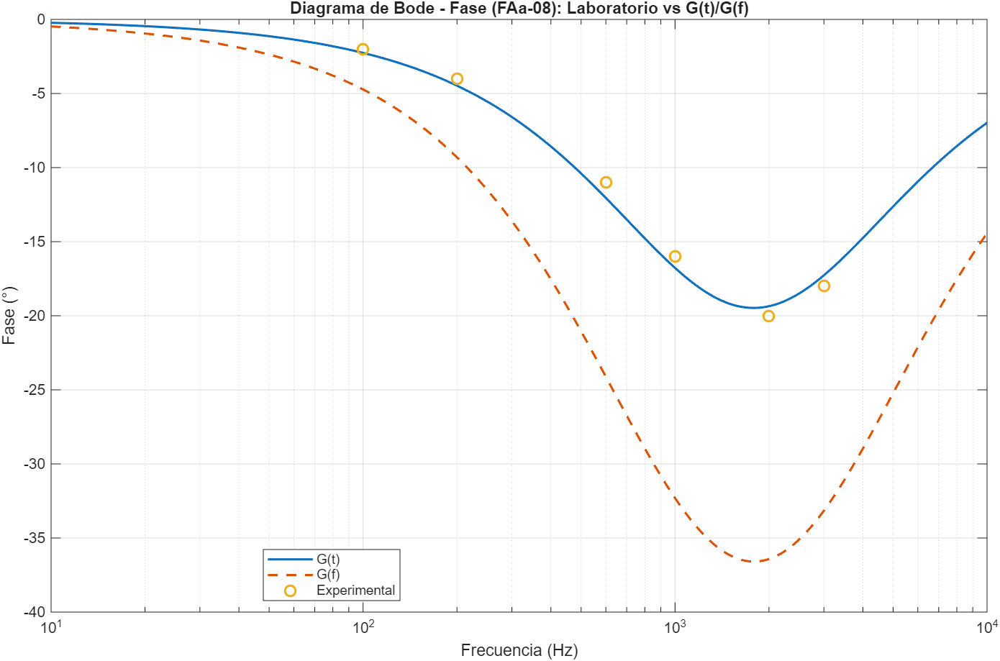 Diagrama de Bode - Fase (FAa-08): Laboratorio vs G(t)/G(f)
0
-5
-10
-15
-20
-25
-30
-35
-40
Fase (°)
G(t)
G(f)
Experimental
10¹
10²
10³
10⁴
Frecuencia (Hz)